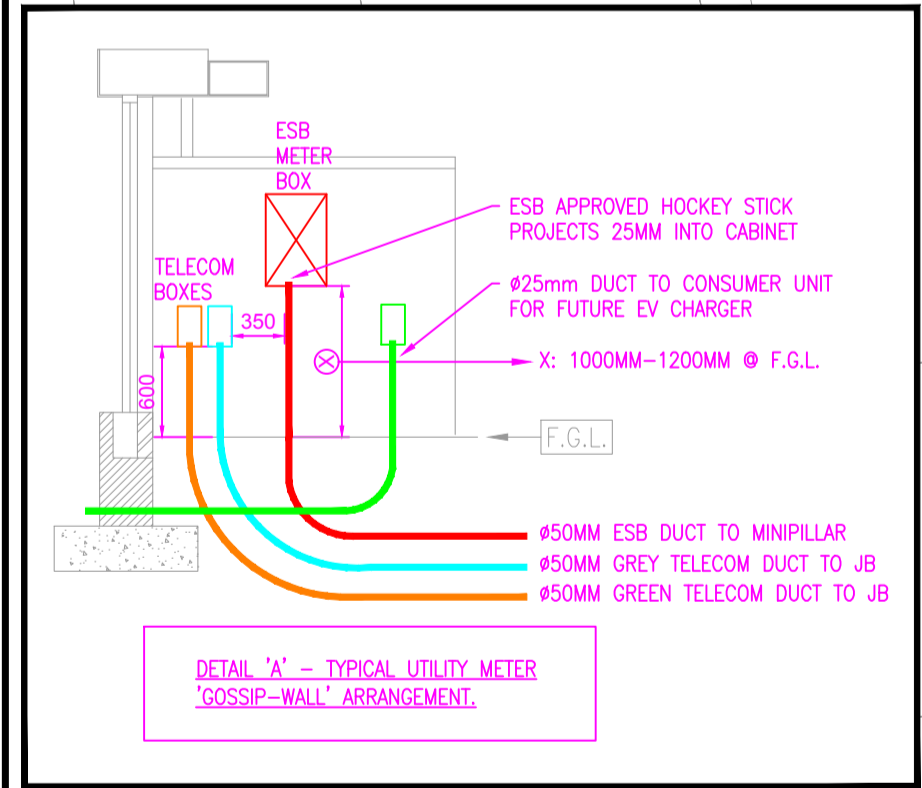 ESB
METER
BOX
ESB APPROVED HOCKEY STICK
PROJECTS 25MM INTO CABINET
TELECOM
BOXES
ø25mm DUCT TO CONSUMER UNIT
FOR FUTURE EV CHARGER
350
X
X: 1000MM-1200MM @ F.G.L.
600
F.G.L.
ø50MM ESB DUCT TO MINIPILLAR
ø50MM GREY TELECOM DUCT TO JB
ø50MM GREEN TELECOM DUCT TO JB
DETAIL 'A' - TYPICAL UTILITY METER
'GOSSIP-WALL' ARRANGEMENT.